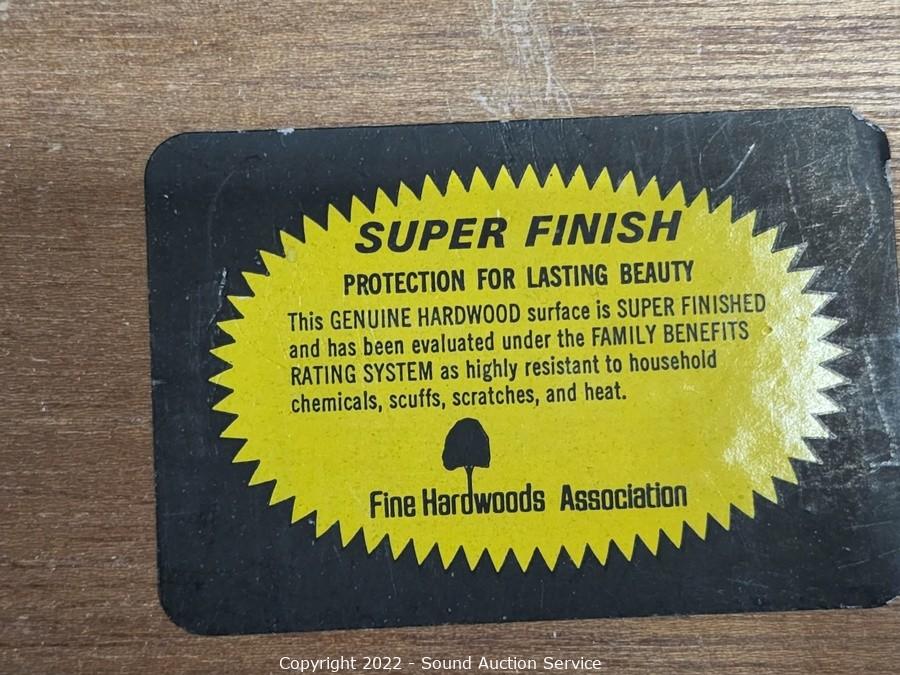 SUPER FINISH
PROTECTION FOR LASTING BEAUTY
This GENUINE HARDWOOD surface is SUPER FINISHED
and has been evaluated under the FAMILY BENEFITS
RATING SYSTEM as highly resistant to household
chemicals, scuffs, scratches, and heat.
Fine Hardwoods Association
Copyright 2022 - Sound Auction Service